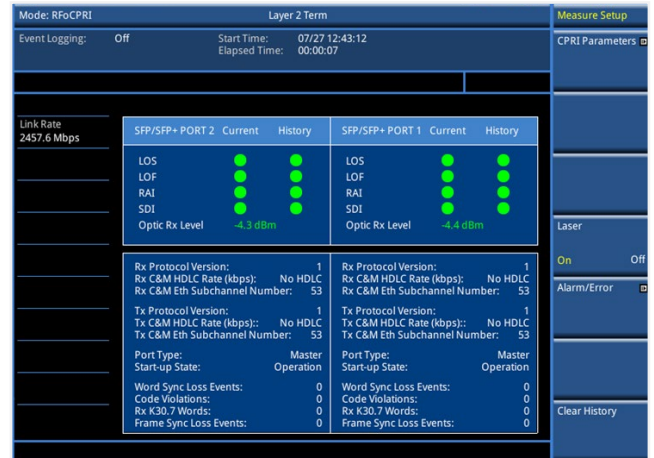 Mode: RFoCPRI
Layer 2 Term
Measure Setup
Event Logging: Off
Start Time: 07/27 12:43:12
Elapsed Time: 00:00:07
CPRI Parameters
Link Rate
2457.6 Mbps
SFP/SFP+ PORT 2 Current History
LOS
LOF
RAI
SDI
Optic Rx Level -4.3 dBm
SFP/SFP+ PORT 1 Current History
LOS
LOF
RAI
SDI
Optic Rx Level -4.4 dBm
Rx Protocol Version: 1
Rx C&M HDLC Rate (kbps): No HDLC
Rx C&M Eth Subchannel Number: 53
Tx Protocol Version: 1
Tx C&M HDLC Rate (kbps):: No HDLC
Tx C&M Eth Subchannel Number: 53
Port Type: Master
Start-up State: Operation
Word Sync Loss Events: 0
Code Violations: 0
Rx K30.7 Words: 0
Frame Sync Loss Events: 0
Rx Protocol Version: 1
Rx C&M HDLC Rate (kbps): No HDLC
Rx C&M Eth Subchannel Number: 53
Tx Protocol Version: 1
Tx C&M HDLC Rate (kbps):: No HDLC
Tx C&M Eth Subchannel Number: 53
Port Type: Master
Start-up State: Operation
Word Sync Loss Events: 0
Code Violations: 0
Rx K30.7 Words: 0
Frame Sync Loss Events: 0
Laser
On Off
Alarm/Error
Clear History